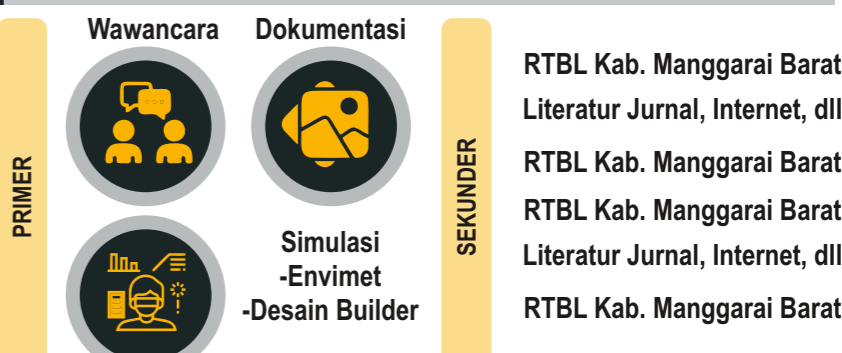 PRIMER
Wawancara
Dokumentasi
Simulasi
-Envimet
-Desain Builder
SEKUNDER
RTBL Kab. Manggarai Barat
Literatur Jurnal, Internet, dll
RTBL Kab. Manggarai Barat
RTBL Kab. Manggarai Barat
Literatur Jurnal, Internet, dll
RTBL Kab. Manggarai Barat